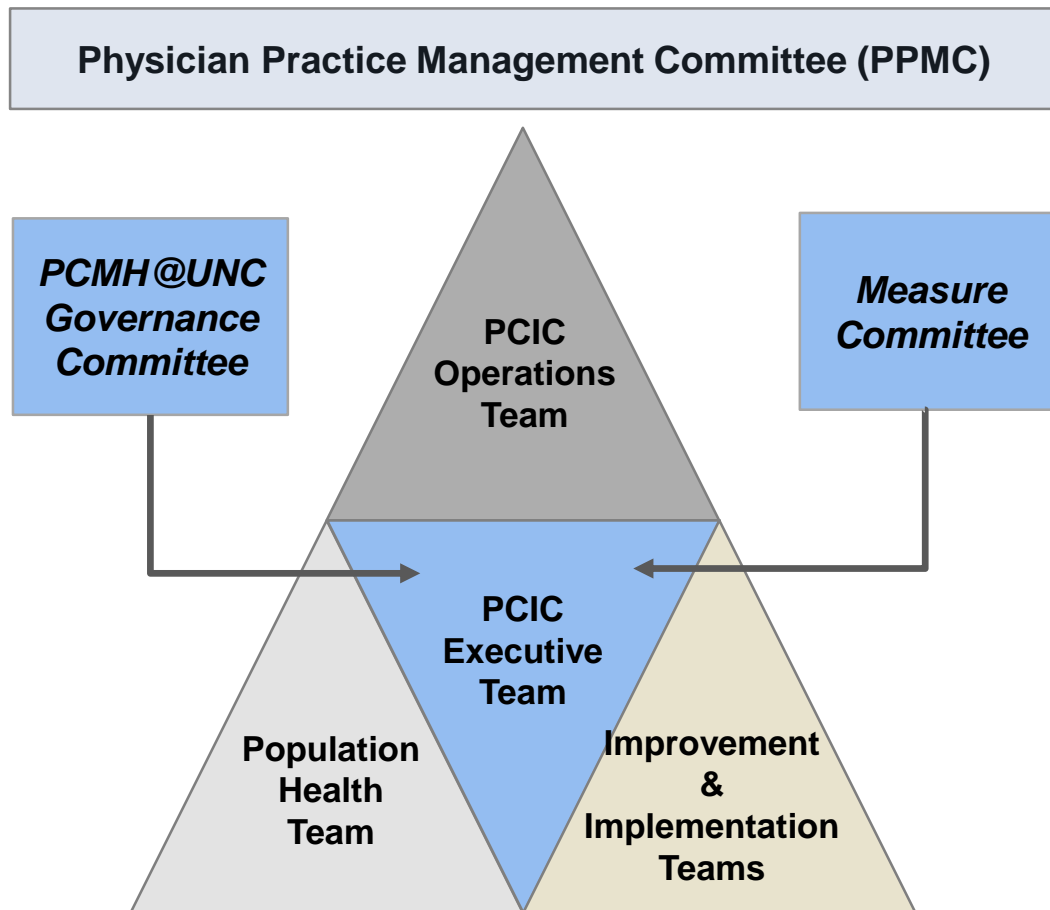 Physician Practice Management Committee (PPMC)
PCMH@UNC
Governance
Committee
Measure
Committee
PCIC
Operations
Team
PCIC
Executive
Team
Population
Health
Team
Improvement
&
Implementation
Teams